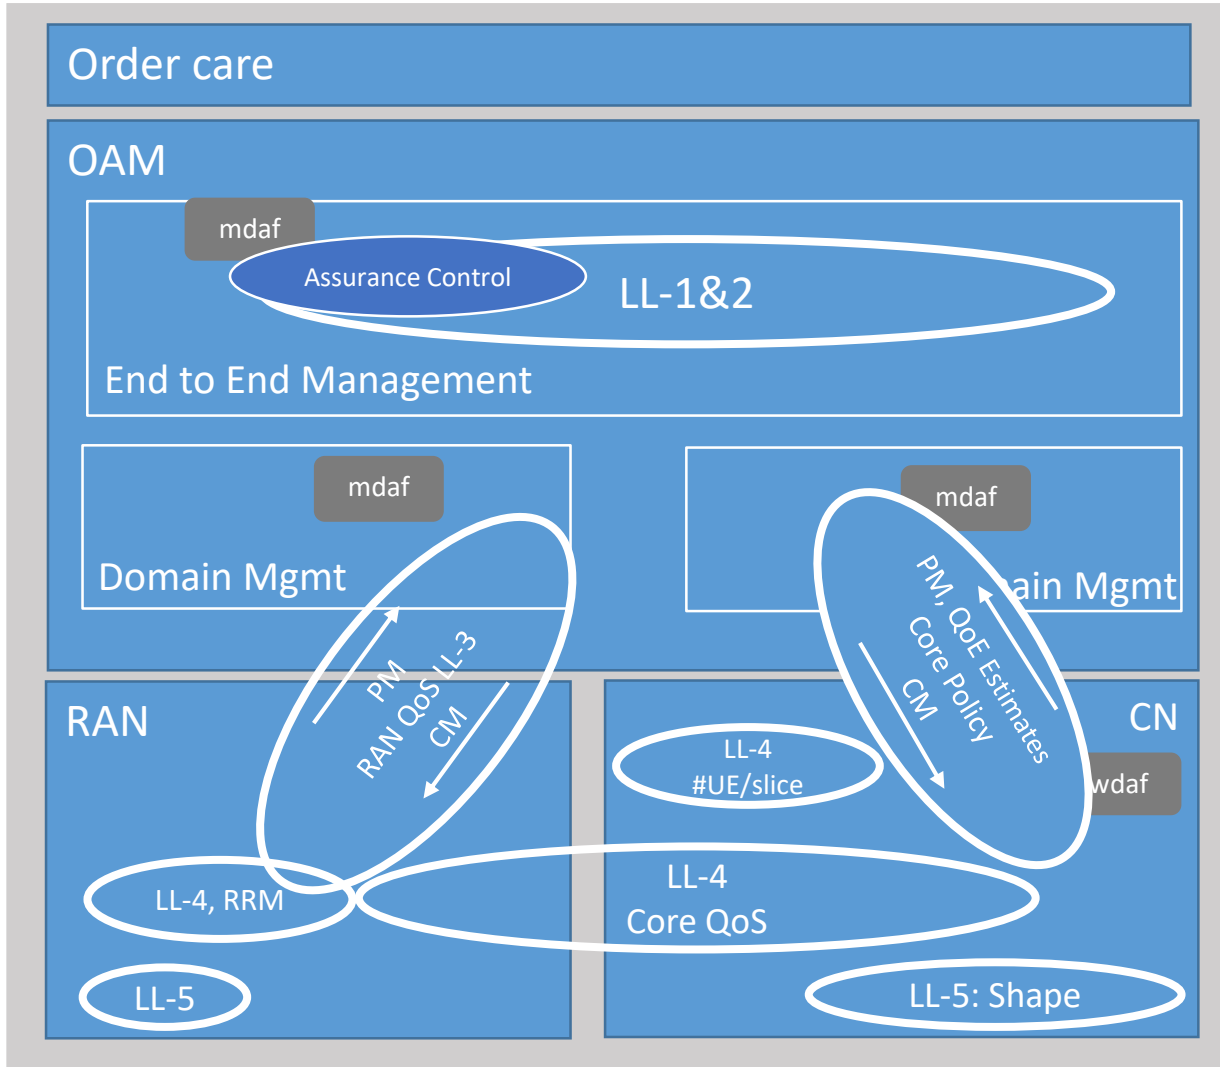 Order care
OAM
mdaf
Assurance Control
LL-1&2
End to End Management
mdaf
Domain Mgmt
mdaf
ain Mgmt
PM
RAN QoS LL-3
CM
PM, QoE Estimates
Core Policy
CM
RAN
CN
LL-4
#UE/slice
wdaf
LL-4, RRM
LL-4
Core QoS
LL-5
LL-5: Shape